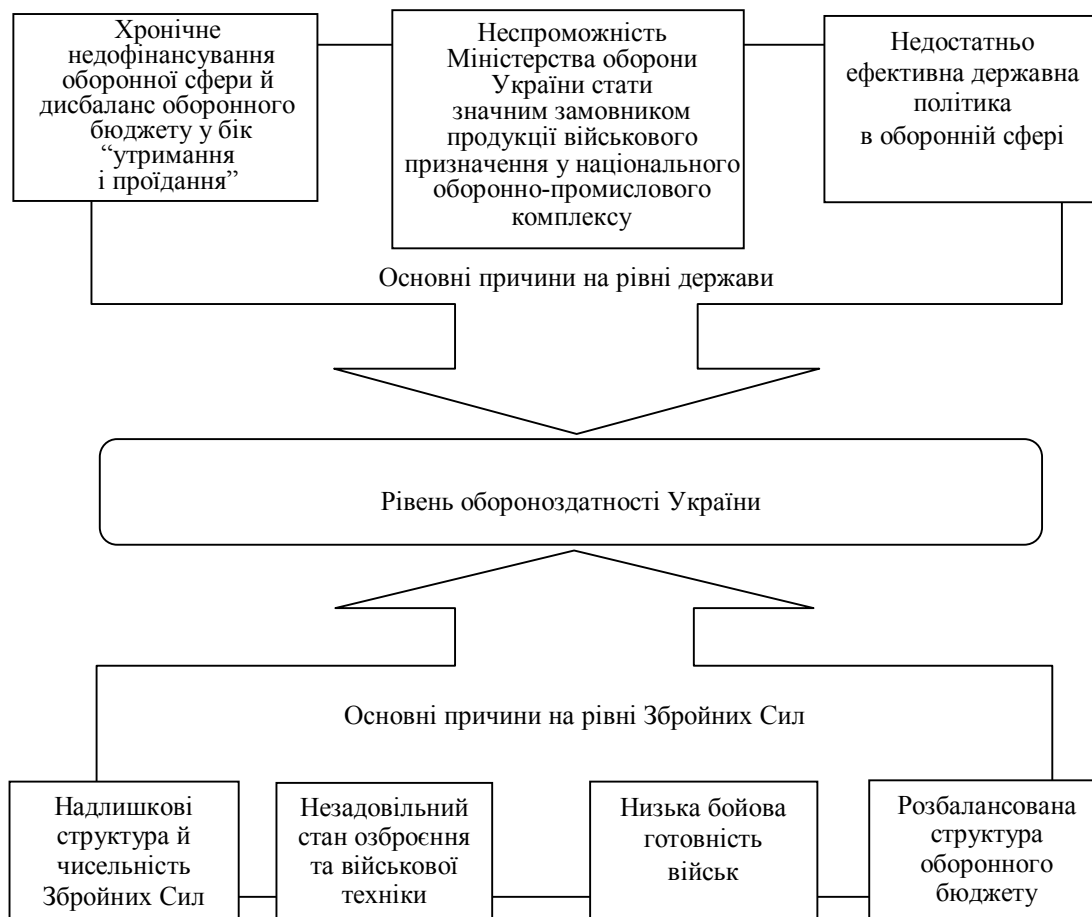 Хронічне
недофінансування
оборонної сфери й
дисбаланс оборонного
бюджету у бік
“утримання
і проїдання”
Неспроможність
Міністерства оборони
України стати
значним замовником
продукції військового
призначення у національного
оборонно-промислового
комплексу
Недостатньо
ефективна державна
політика
в оборонній сфері
Основні причини на рівні держави
Рівень обороноздатності України
Основні причини на рівні Збройних Сил
Надлишкові
структура й
чисельність
Збройних Сил
Незадовільний
стан озброєння
та військової
техніки
Низька бойова
готовність
військ
Розбалансована
структура
оборонного
бюджету